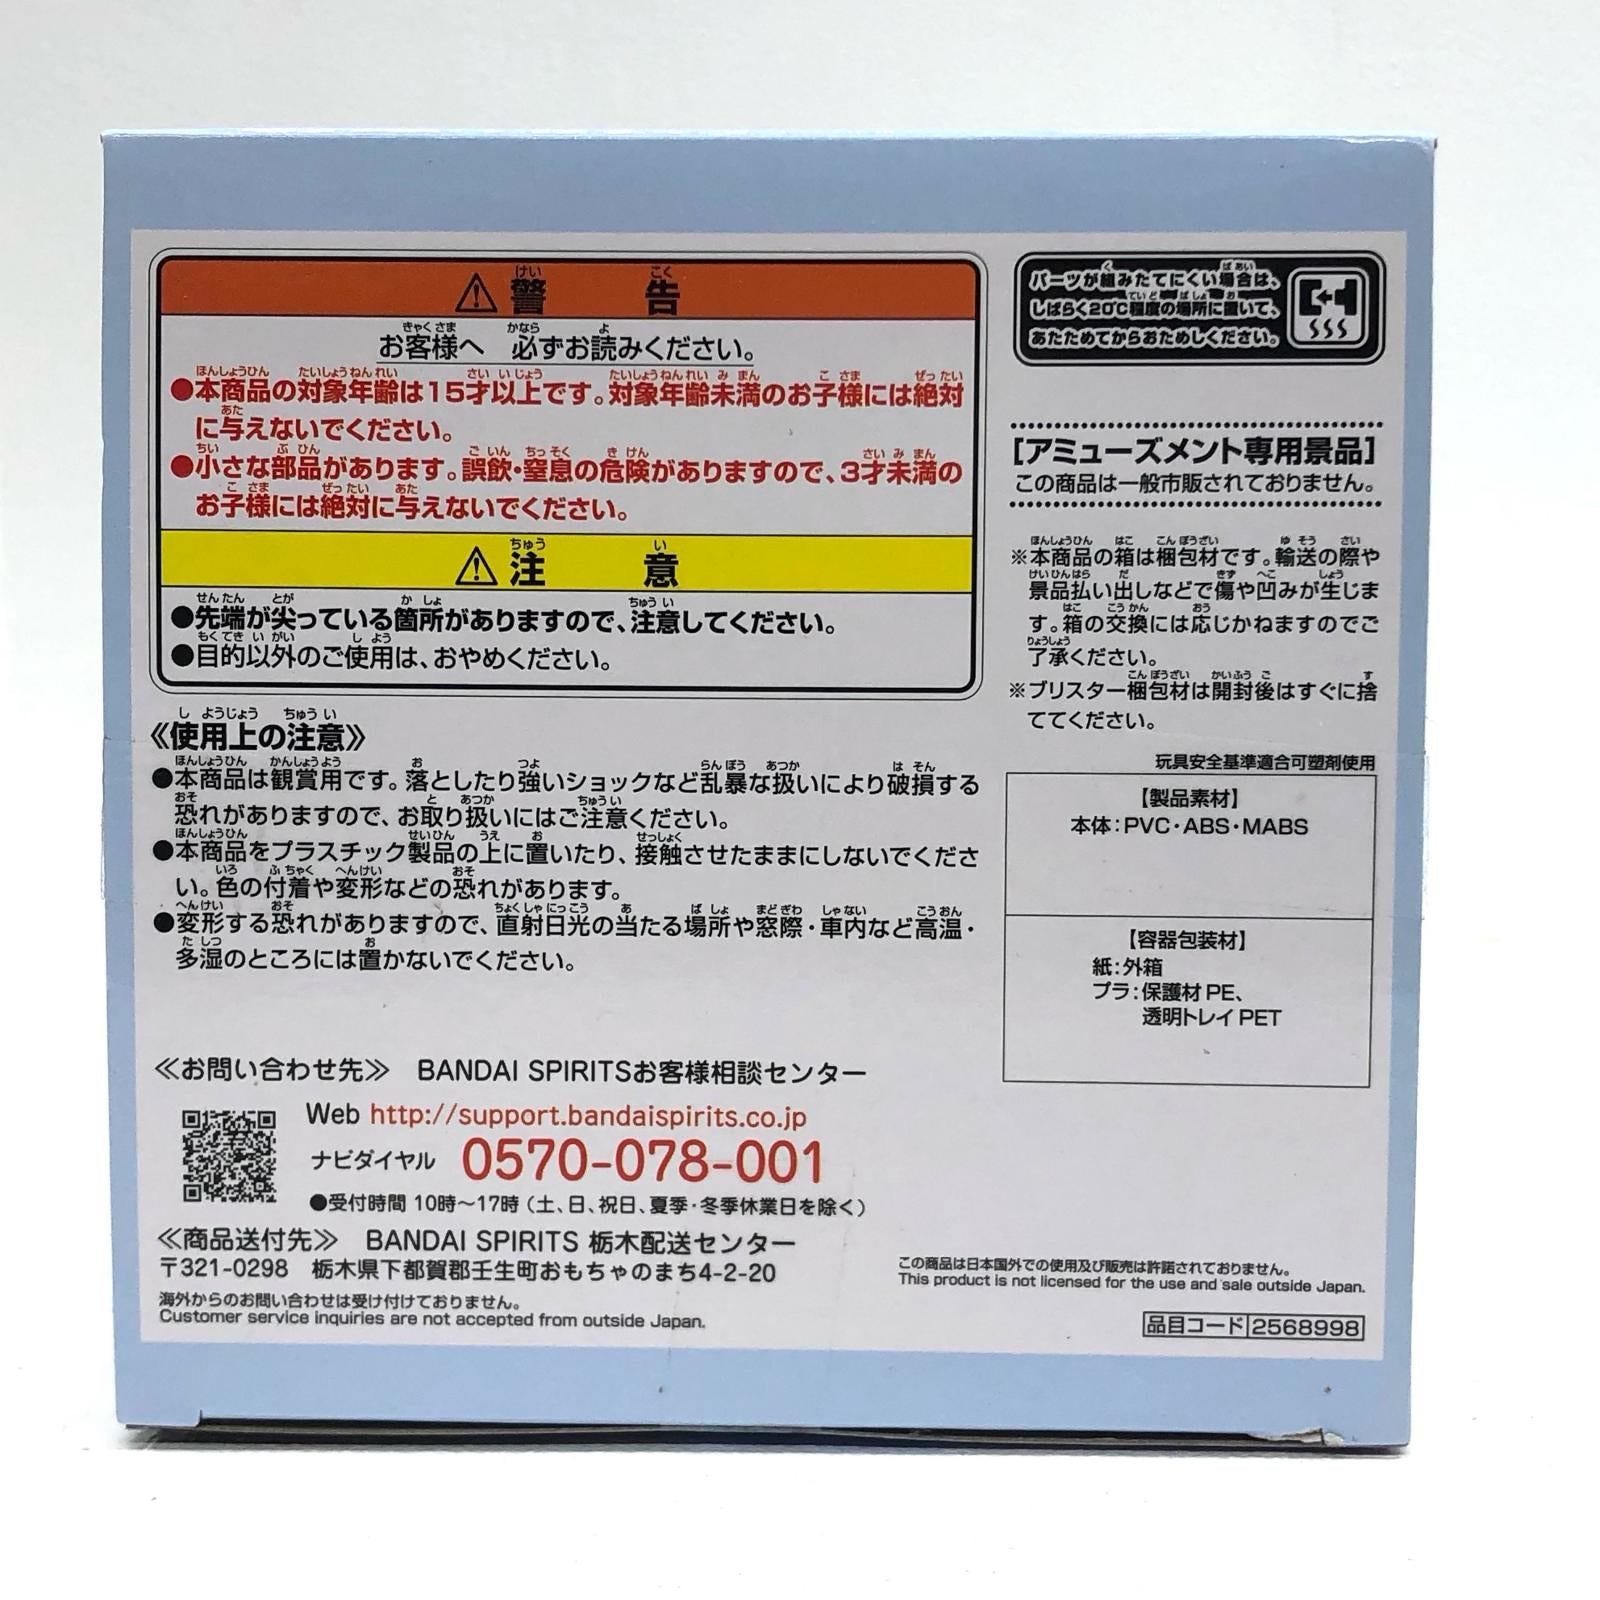 警告
お客様へ 必ずお読みください。
●本商品の対象年齢は15才以上です。対象年齢未満のお子様には絶対
に与えないでください。
●小さな部品があります。誤飲・窒息の危険がありますので、3才未満の
お子様には絶対に与えないでください。
注意
●先端が尖っている箇所がありますので、注意してください。
●目的以外のご使用は、おやめください。
《使用上の注意》
●本商品は観賞用です。落としたり強いショックなど乱暴な扱いにより破損する
恐れがありますので、お取り扱いにはご注意ください。
●本商品をプラスチック製品の上に置いたり、接触させたままにしないでくださ
い。色の付着や変形などの恐れがあります。
●変形する恐れがありますので、直射日光の当たる場所や窓際・車内など高温・
多湿のところには置かないでください。
≪お問い合わせ先≫ BANDAI SPIRITSお客様相談センター
Web http://support.bandaispirits.co.jp
ナビダイヤル 0570-078-001
●受付時間 10時〜17時（土、日、祝日、夏季・冬季休業日を除く）
≪商品送付先≫ BANDAI SPIRITS 栃木配送センター
〒321-0298 栃木県下都賀郡壬生町おもちゃのまち4-2-20
海外からのお問い合わせは受け付けておりません。
Customer service inquiries are not accepted from outside Japan.
パーツが組みたてにくい場合は、
しばらく20℃程度の場所に置いて、
あたためてからおためしください。
［アミューズメント専用景品］
この商品は一般市販されておりません。
※本商品の箱は梱包材です。輸送の際や
景品払い出しなどで傷や凹みが生じま
す。箱の交換には応じかねますのでご
了承ください。
※ブリスター梱包材は開封後はすぐに捨
ててください。
玩具安全基準適合可塑剤使用
【製品素材】
本体：PVC・ABS・MABS
【容器包装材】
紙：外箱
プラ：保護材PE、
透明トレイPET
この商品は日本国外での使用及び販売は許諾されておりません。
This product is not licensed for the use and sale outside Japan.
品目コード 2568998